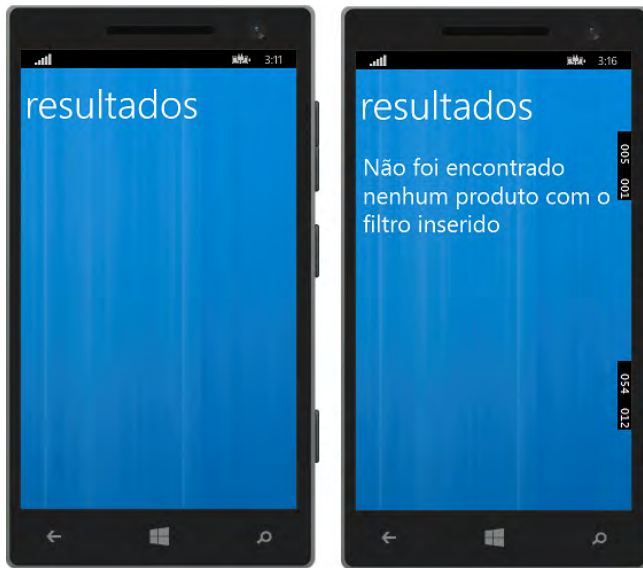 3:11
resultados
3:16
resultados
Não foi encontrado
nenhum produto com o
filtro inserido
005 001
054 012